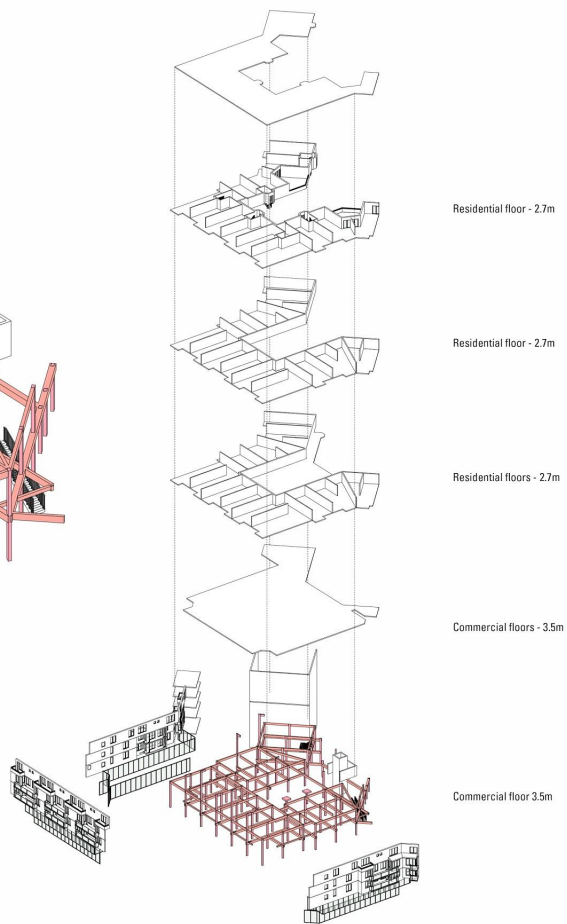 Residential floor - 2.7m
Residential floor - 2.7m
Residential floors - 2.7m
Commercial floors - 3.5m
Commercial floor 3.5m